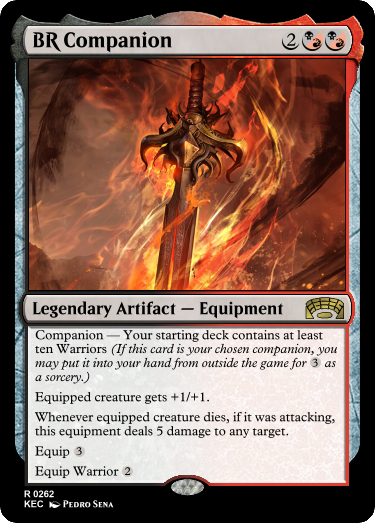 BR Companion 2
Legendary Artifact — Equipment
Companion — Your starting deck contains at least
ten Warriors (If this card is your chosen companion, you
may put it into your hand from outside the game for 3 as
a sorcery.)
Equipped creature gets +1/+1.
Whenever equipped creature dies, if it was attacking,
this equipment deals 5 damage to any target.
Equip 3
Equip Warrior 2
R 0262
KEC Pedro Sena